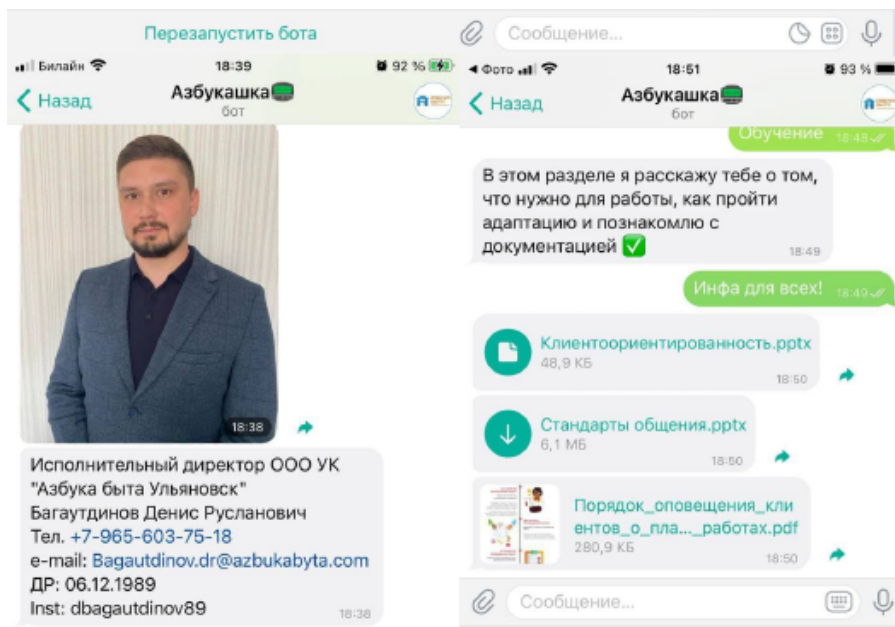 Перезапустить бота
Билайн 18:39 92 %
Назад
Азбукашка
бот
18:38
Исполнительный директор ООО УК
"Азбука быта Ульяновск"
Багаутдинов Денис Русланович
Тел. +7-965-603-75-18
e-mail: Bagautdinov.dr@azbukabyta.com
ДР: 06.12.1989
Inst: dbagautdinov89
18:38
Сообщение...
Фото 18:51 93 %
Назад
Азбукашка
бот
Обучение 18:48
В этом разделе я расскажу тебе о том,
что нужно для работы, как пройти
адаптацию и познакомлю с
документацией
18:49
Инфа для всех! 18:49
Клиентоориентированность.pptx
48,9 КБ
18:50
Стандарты общения.pptx
6,1 МБ
18:50
Порядок_оповещения_кли
ентов_о_пла..._работах.pdf
280,9 КБ
18:50
Сообщение...